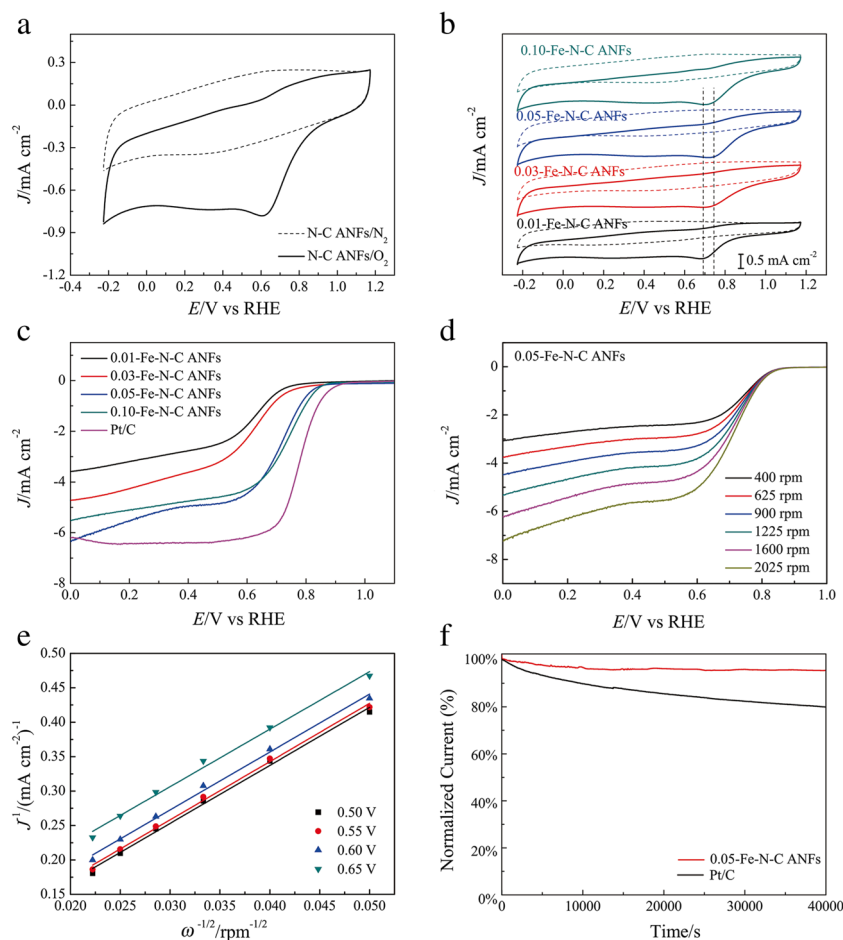 a
0.3
0.0
-0.3
-0.6
-0.9
-1.2
J/mA cm⁻²
N-C ANFs/N₂
N-C ANFs/O₂
-0.4 -0.2 0.0 0.2 0.4 0.6 0.8 1.0 1.2
E/V vs RHE
b
J/mA cm⁻²
0.10-Fe-N-C ANFs
0.05-Fe-N-C ANFs
0.03-Fe-N-C ANFs
0.01-Fe-N-C ANFs
0.5 mA cm⁻²
-0.2 0.0 0.2 0.4 0.6 0.8 1.0 1.2
E/V vs RHE
c
0.01-Fe-N-C ANFs
0.03-Fe-N-C ANFs
0.05-Fe-N-C ANFs
0.10-Fe-N-C ANFs
Pt/C
0
-2
-4
-6
-8
J/mA cm⁻²
0.0 0.2 0.4 0.6 0.8 1.0
E/V vs RHE
d
0.05-Fe-N-C ANFs
0
-2
-4
-6
-8
J/mA cm⁻²
400 rpm
625 rpm
900 rpm
1225 rpm
1600 rpm
2025 rpm
0.0 0.2 0.4 0.6 0.8 1.0
E/V vs RHE
e
0.50
0.45
0.40
0.35
0.30
0.25
0.20
0.15
J⁻¹/(mA cm⁻²)⁻¹
0.50 V
0.55 V
0.60 V
0.65 V
0.020 0.025 0.030 0.035 0.040 0.045 0.050
ω⁻¹/²/rpm⁻¹/²
f
100%
80%
60%
40%
20%
0%
Normalized Current (%)
0.05-Fe-N-C ANFs
Pt/C
0 10000 20000 30000 40000
Time/s